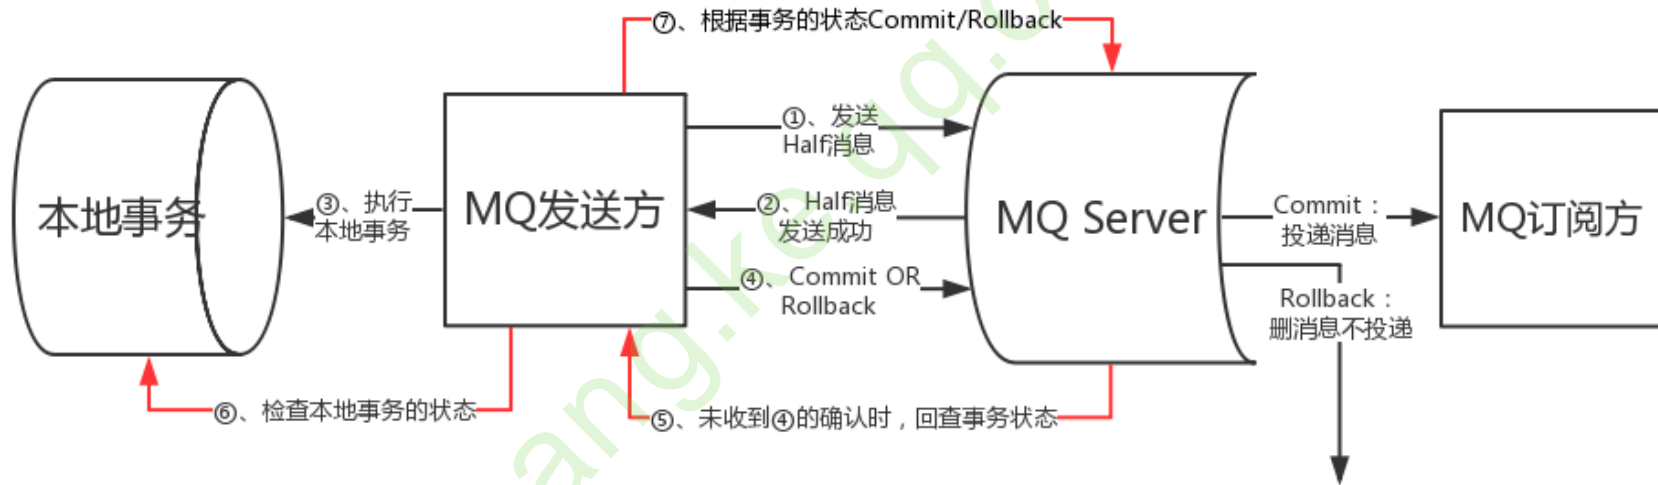 ⑦、根据事务的状态Commit/Rollback
①、发送
Half消息
本地事务
③、执行
本地事务
MQ发送方
②、Half消息
发送成功
MQ Server
Commit：
投递消息
MQ订阅方
④、Commit OR
Rollback
Rollback：
删消息不投递
⑥、检查本地事务的状态
⑤、未收到④的确认时，回查事务状态
ang.ke.qq.